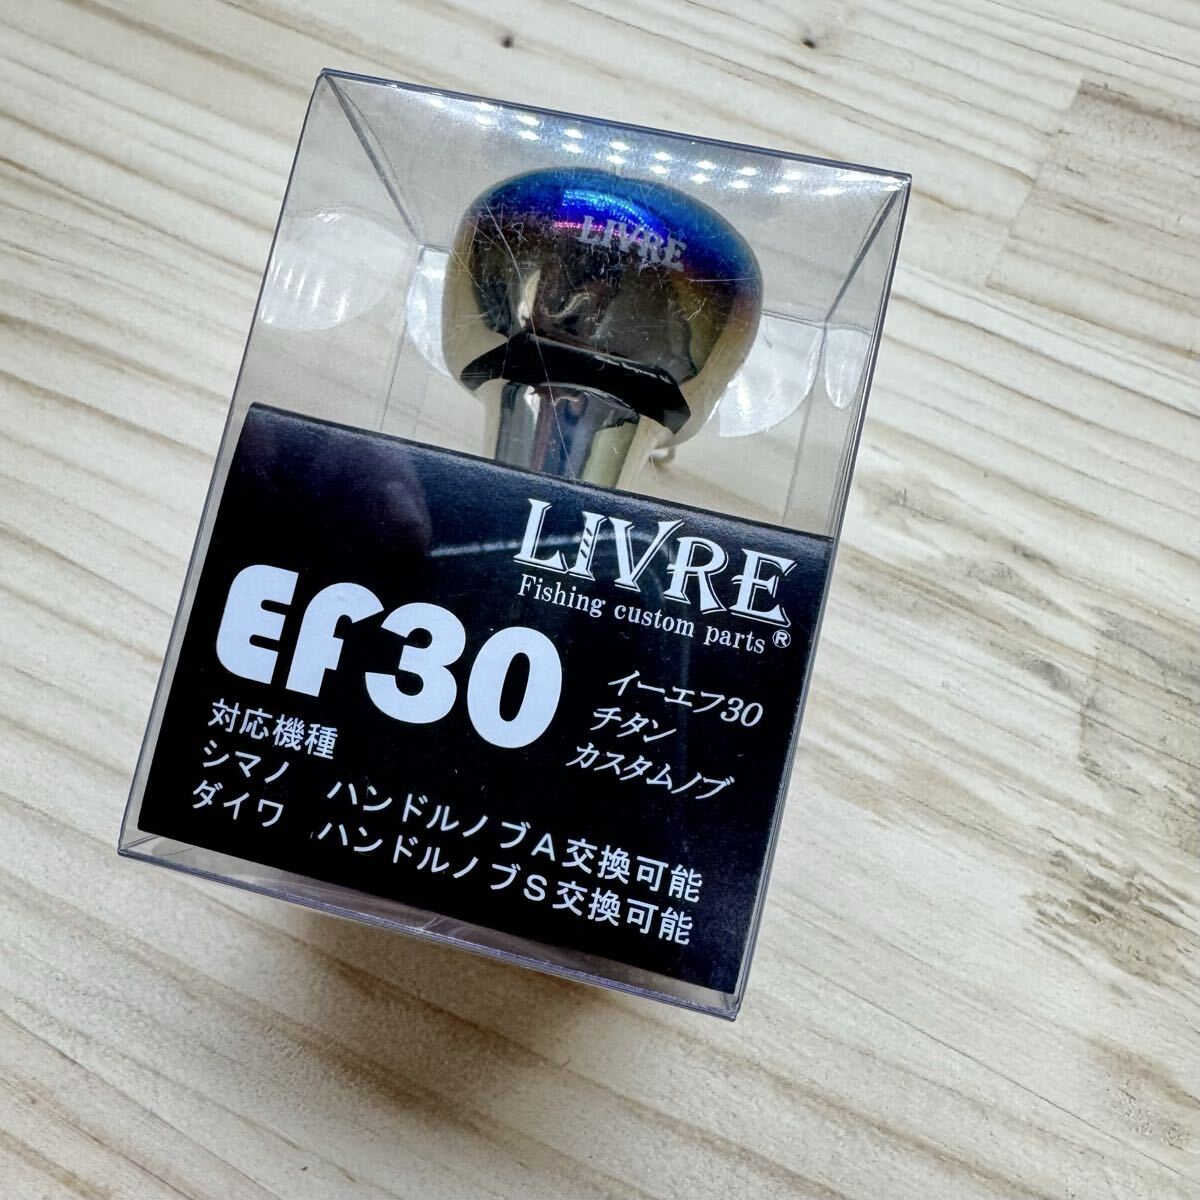 LIVRE
LIVRE
Fishing custom parts®
Ef30
イーエフ30
チタン
カスタムノブ
対応機種
シマノ ハンドルノブA交換可能
ダイワ ハンドルノブS交換可能